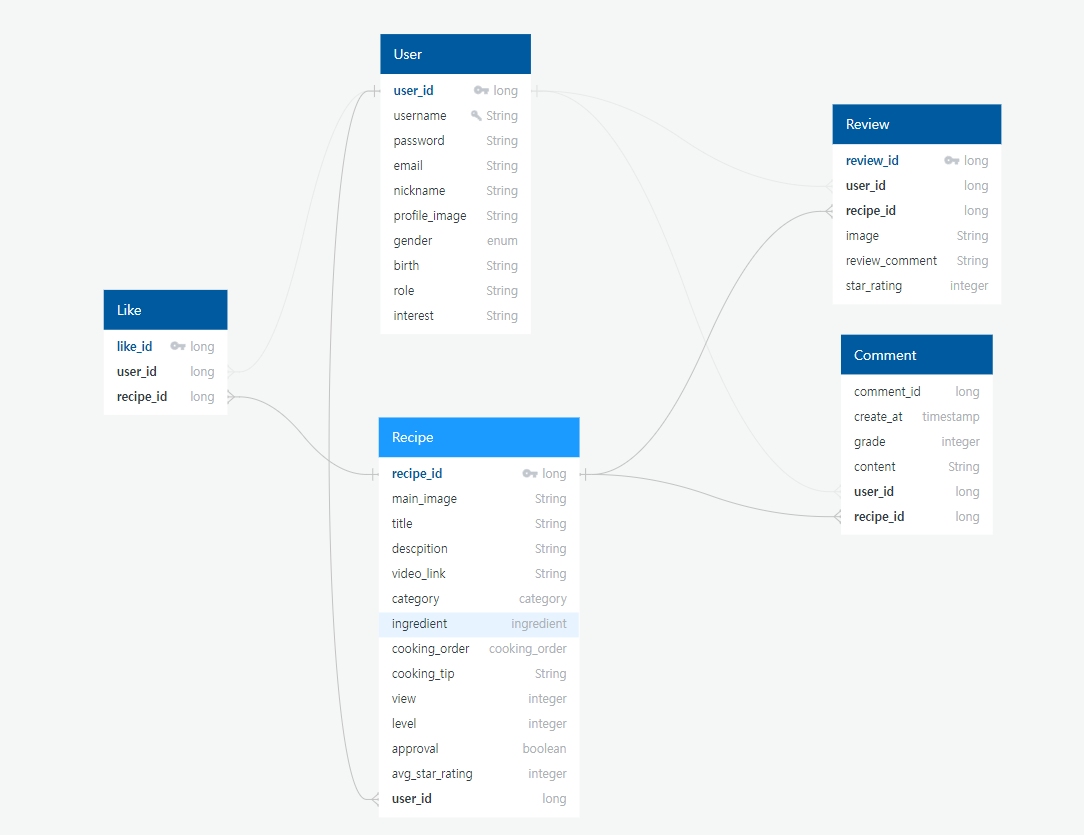 User
user_id long
username String
password String
email String
nickname String
profile_image String
gender enum
birth String
role String
interest String
Review
review_id long
user_id long
recipe_id long
image String
review_comment String
star_rating integer
Like
like_id long
user_id long
recipe_id long
Comment
comment_id long
create_at timestamp
grade integer
content String
user_id long
recipe_id long
Recipe
recipe_id long
main_image String
title String
descpition String
video_link String
category category
ingredient ingredient
cooking_order cooking_order
cooking_tip String
view integer
level integer
approval boolean
avg_star_rating integer
user_id long